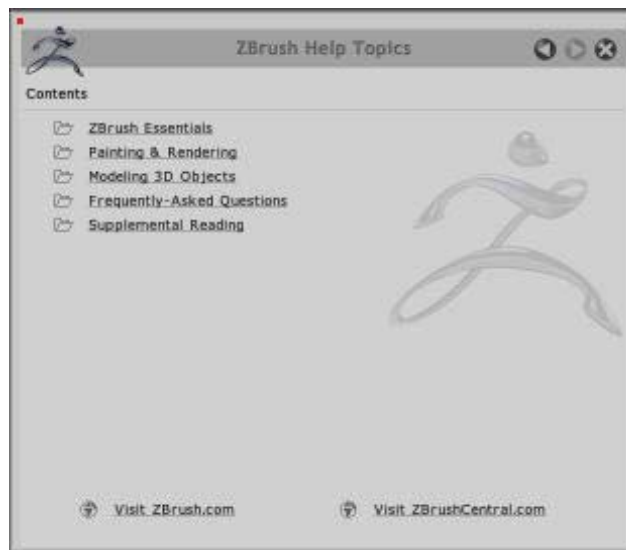 ZBrush Help Topics
Contents
ZBrush Essentials
Painting & Rendering
Modeling 3D Objects
Frequently-Asked Questions
Supplemental Reading
Visit ZBrush.com
Visit ZBrushCentral.com